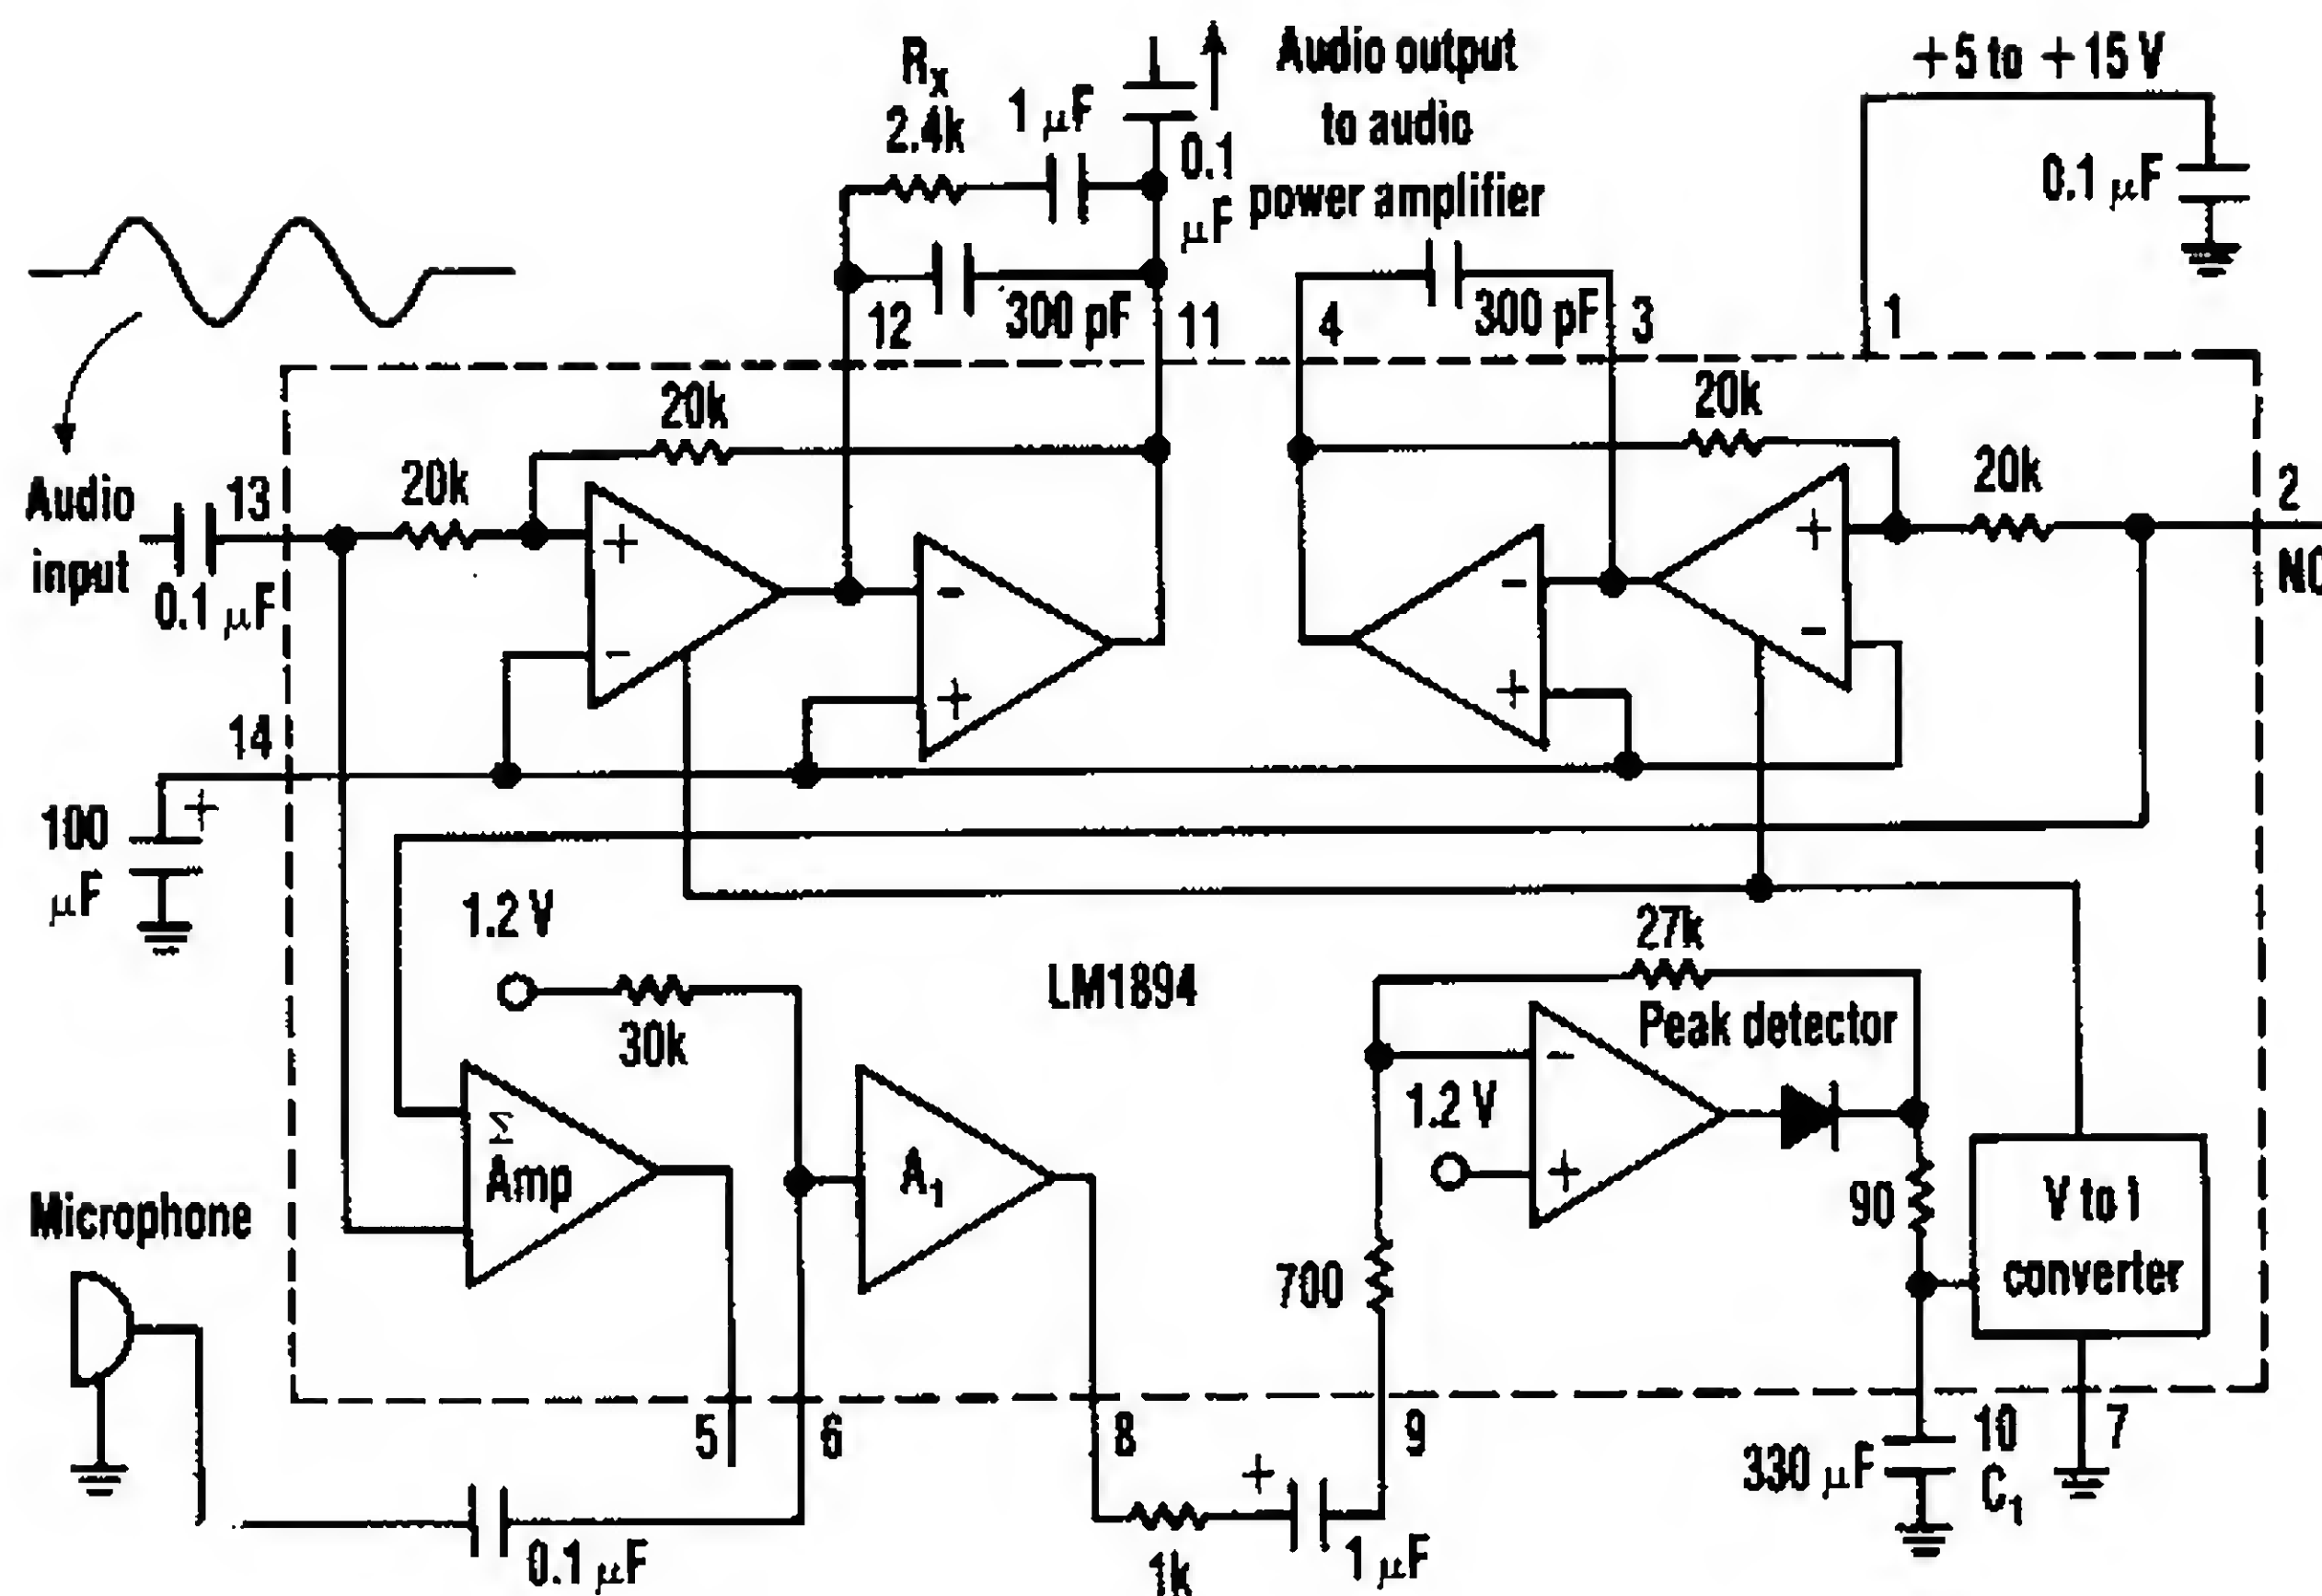 Rx
2.4k
1 μF
0.1
μF
Audio output
to audio
power amplifier
+5 to +15 V
0.1 μF
12
300 pF
11
4
300 pF
3
1
20k
20k
Audio
input
13
20k
0.1 μF
+
-
-
+
-
+
+
-
20k
2
NC
14
100
μF
+
1.2 V
30k
LM1894
27k
Peak detector
1.2 V
-
+
Σ
Amp
A1
90
V to I
converter
700
Microphone
5
6
8
9
10
7
0.1 μF
1k
+
1 μF
330 μF
C1